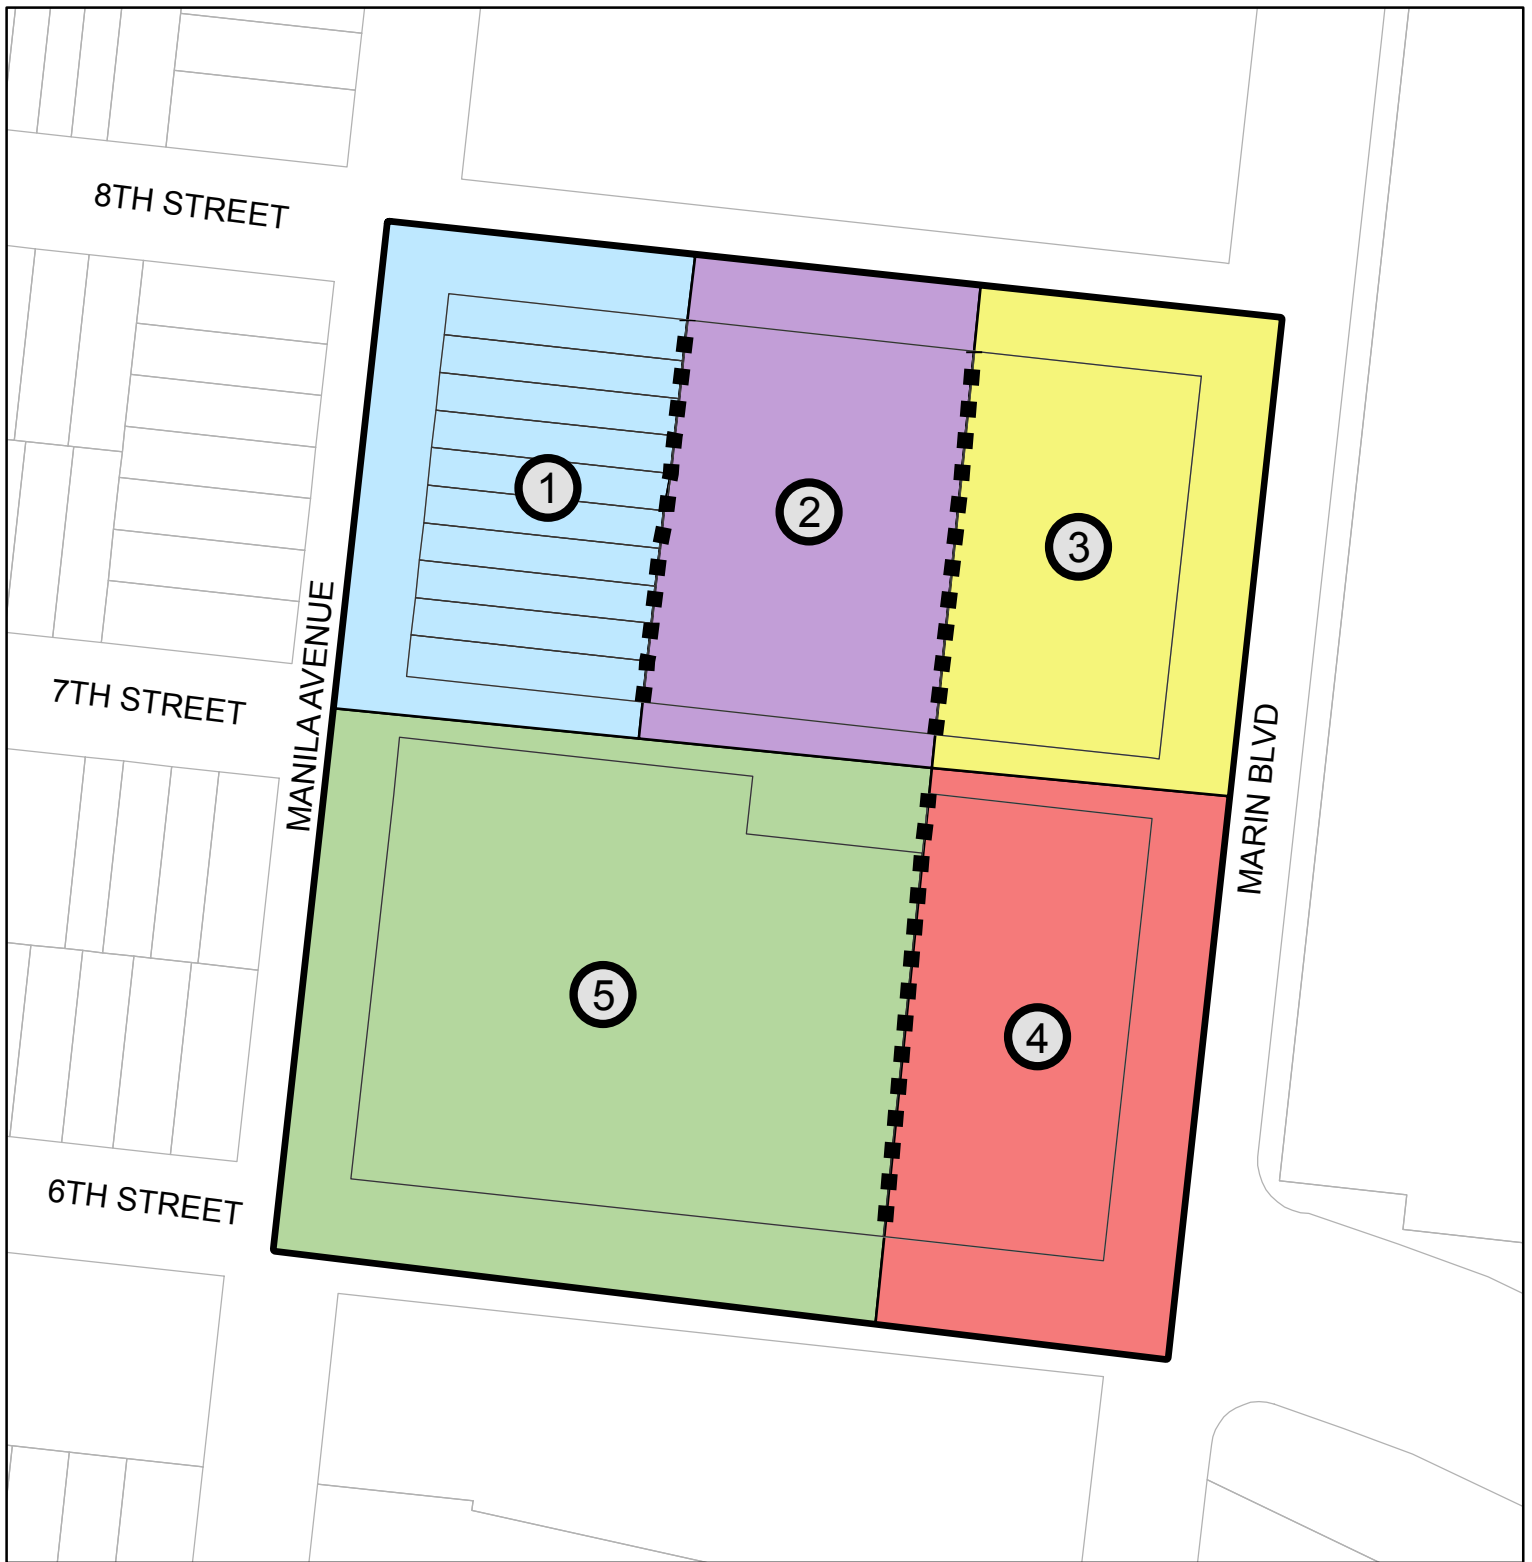 8TH STREET
1
2
3
MANILA AVENUE
7TH STREET
MARIN BLVD
5
4
6TH STREET